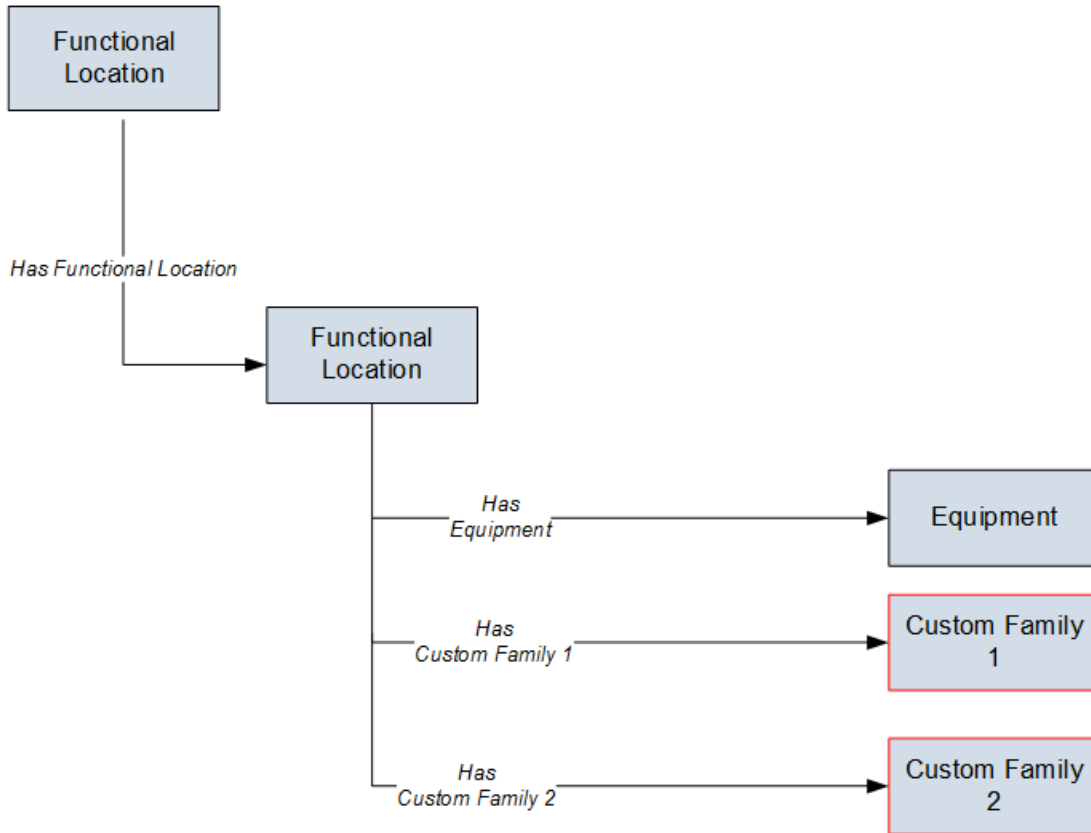 Functional
Location
Has Functional Location
Functional
Location
Has
Equipment
Equipment
Has
Custom Family 1
Custom Family
1
Has
Custom Family 2
Custom Family
2